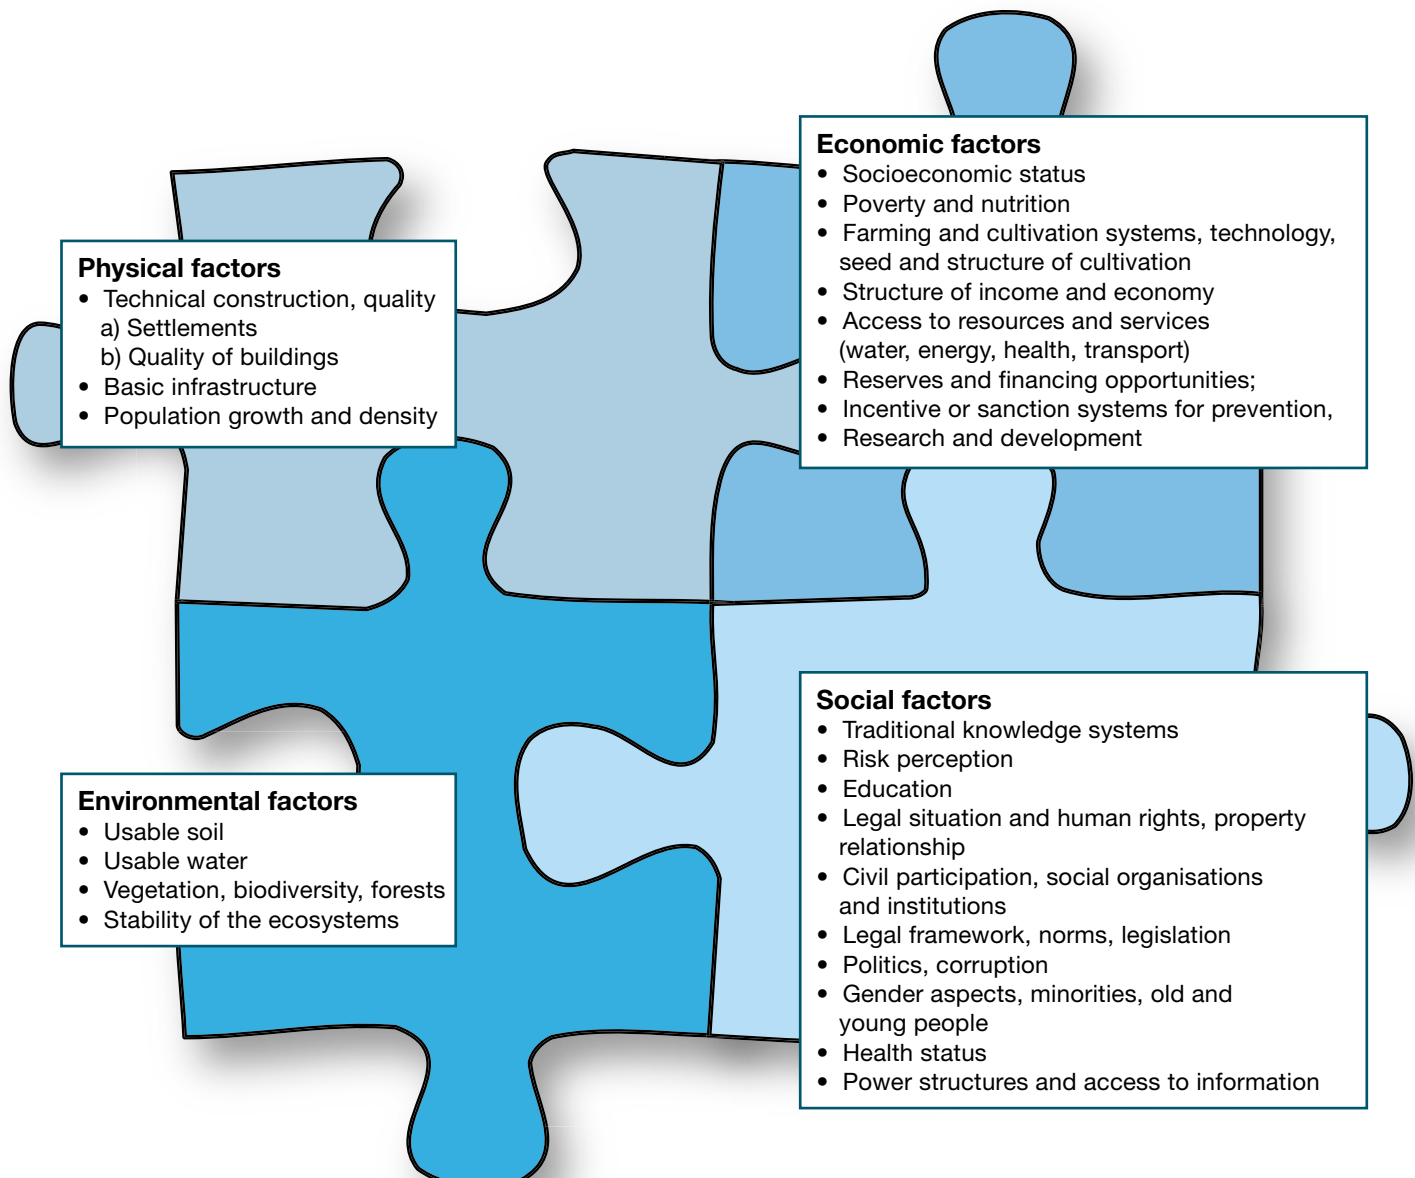 Economic factors
• Socioeconomic status
• Poverty and nutrition
• Farming and cultivation systems, technology,
seed and structure of cultivation
• Structure of income and economy
• Access to resources and services
(water, energy, health, transport)
• Reserves and financing opportunities;
• Incentive or sanction systems for prevention,
• Research and development
Physical factors
• Technical construction, quality
a) Settlements
b) Quality of buildings
• Basic infrastructure
• Population growth and density
Social factors
• Traditional knowledge systems
• Risk perception
• Education
• Legal situation and human rights, property
relationship
• Civil participation, social organisations
and institutions
• Legal framework, norms, legislation
• Politics, corruption
• Gender aspects, minorities, old and
young people
• Health status
• Power structures and access to information
Environmental factors
• Usable soil
• Usable water
• Vegetation, biodiversity, forests
• Stability of the ecosystems